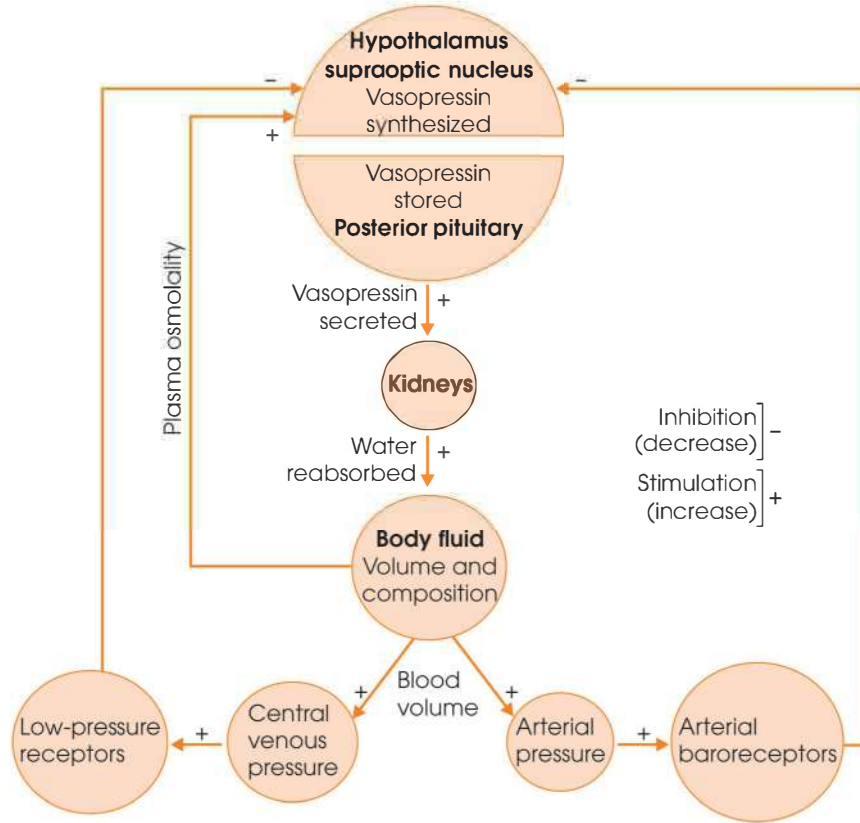 Hypothalamus
supraoptic nucleus
Vasopressin
synthesized
-
-
+
Vasopressin
stored
Posterior pituitary
Plasma osmolality
Vasopressin
secreted
+
Kidneys
Water
reabsorbed
+
Inhibition
(decrease)
-
Stimulation
(increase)
+
Body fluid
Volume and
composition
Blood
volume
+
+
Low-pressure
receptors
+
Central
venous
pressure
Arterial
pressure
+
Arterial
baroreceptors